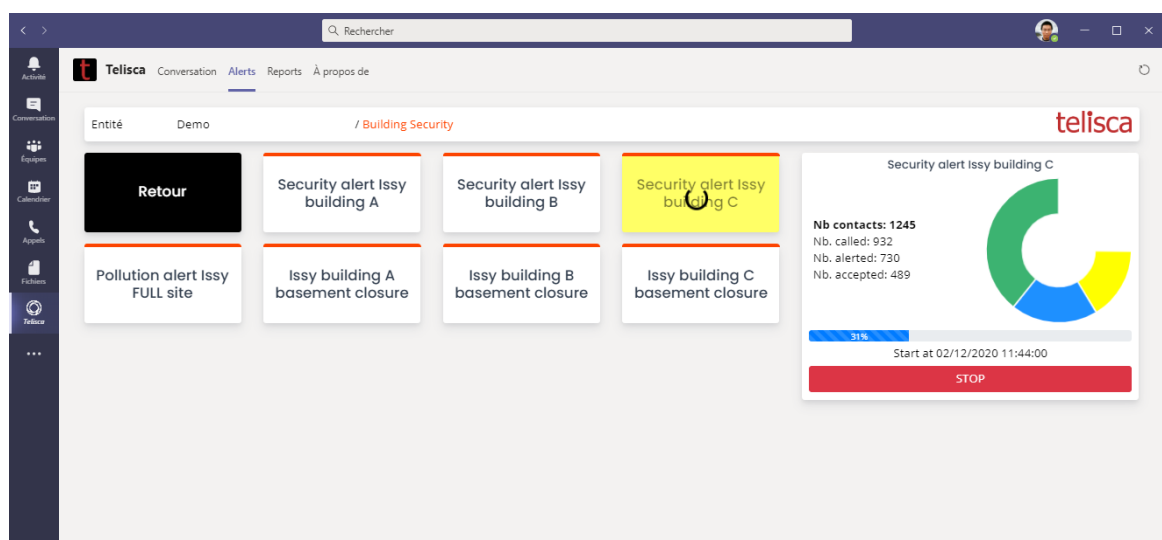 Rechercher
Activité
Conversation
Équipes
Calendrier
Appels
Fichiers
Telisca
Telisca Conversation Alerts Reports À propos de
Entité Demo / Building Security
telisca
Retour
Security alert Issy
building A
Security alert Issy
building B
Security alert Issy
building C
Pollution alert Issy
FULL site
Issy building A
basement closure
Issy building B
basement closure
Issy building C
basement closure
Security alert Issy building C
Nb contacts: 1245
Nb. called: 932
Nb. alerted: 730
Nb. accepted: 489
31%
Start at 02/12/2020 11:44:00
STOP